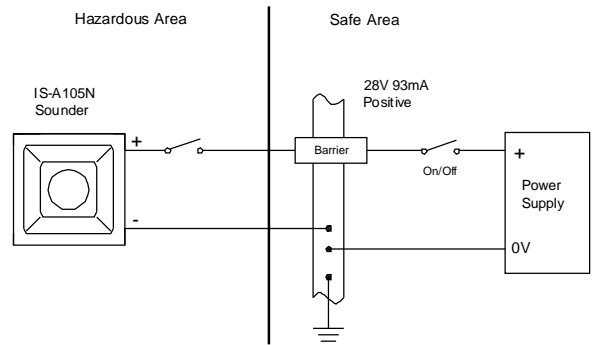 Hazardous Area
Safe Area
IS-A105N
Sounder
28V 93mA
Positive
+
Barrier
On/Off
+
Power
Supply
-
0V